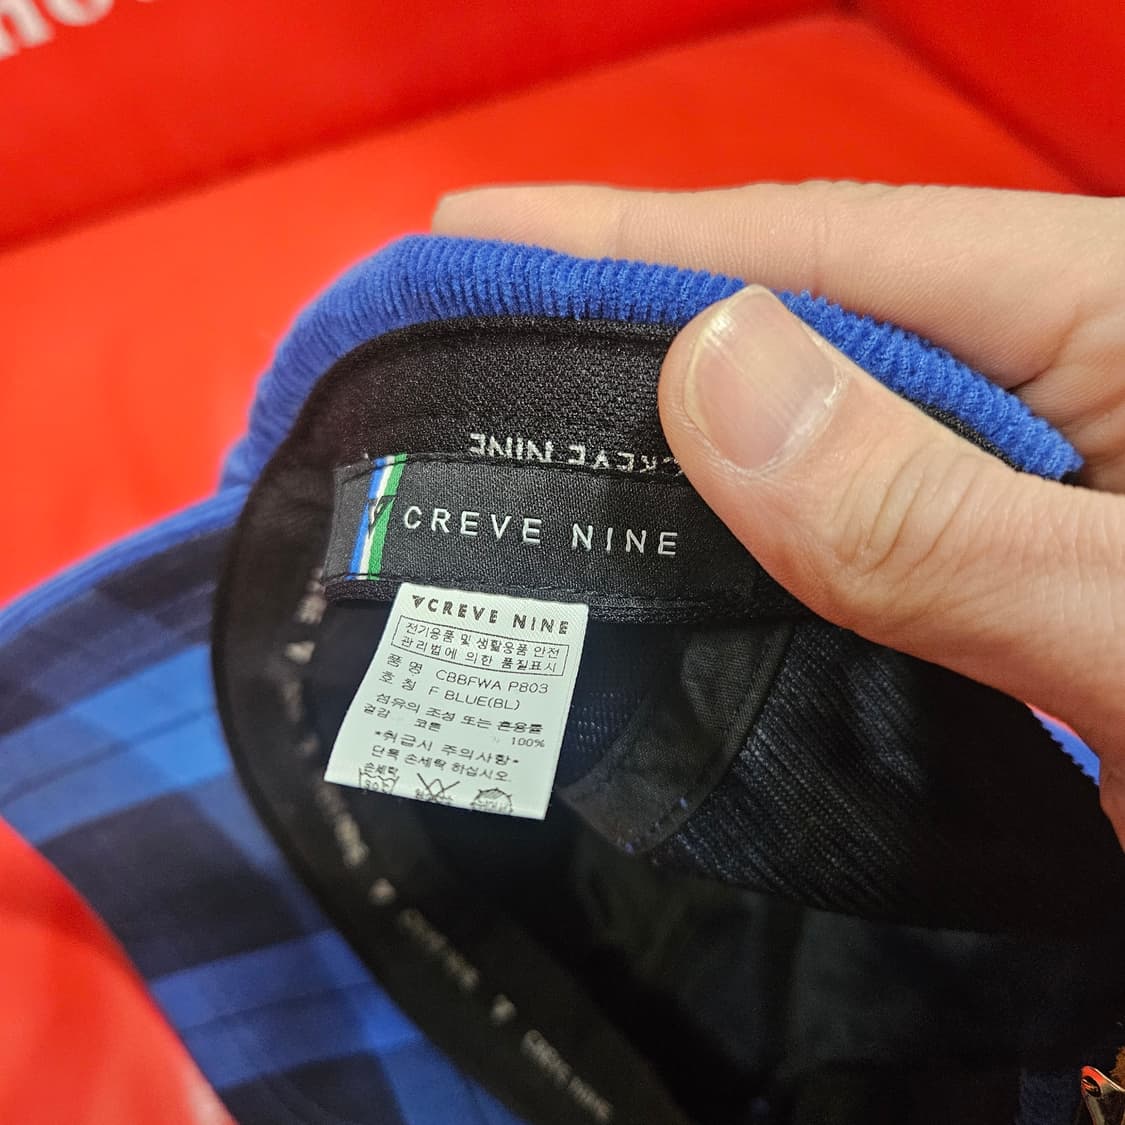 CREVE NINE
CREVE NINE
전기용품 및 생활용품 안전
관리법에 의한 품질표시
품 명 CBBFWA P803
호 칭 F BLUE(BL)
섬유의 조성 또는 혼용률
겉감 코튼 100%
*취급시 주의사항*
단독 손세탁 하십시오.
손세탁